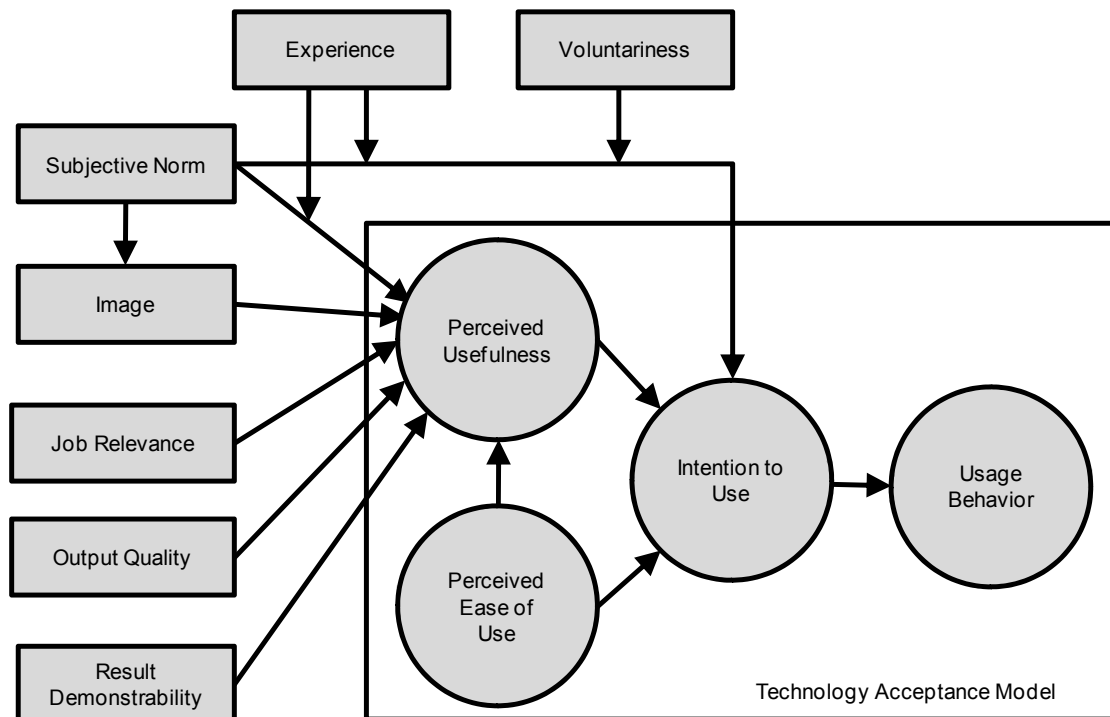 Experience
Voluntariness
Subjective Norm
Image
Perceived
Usefulness
Job Relevance
Intention to
Use
Usage
Behavior
Output Quality
Perceived
Ease of
Use
Result
Demonstrability
Technology Acceptance Model